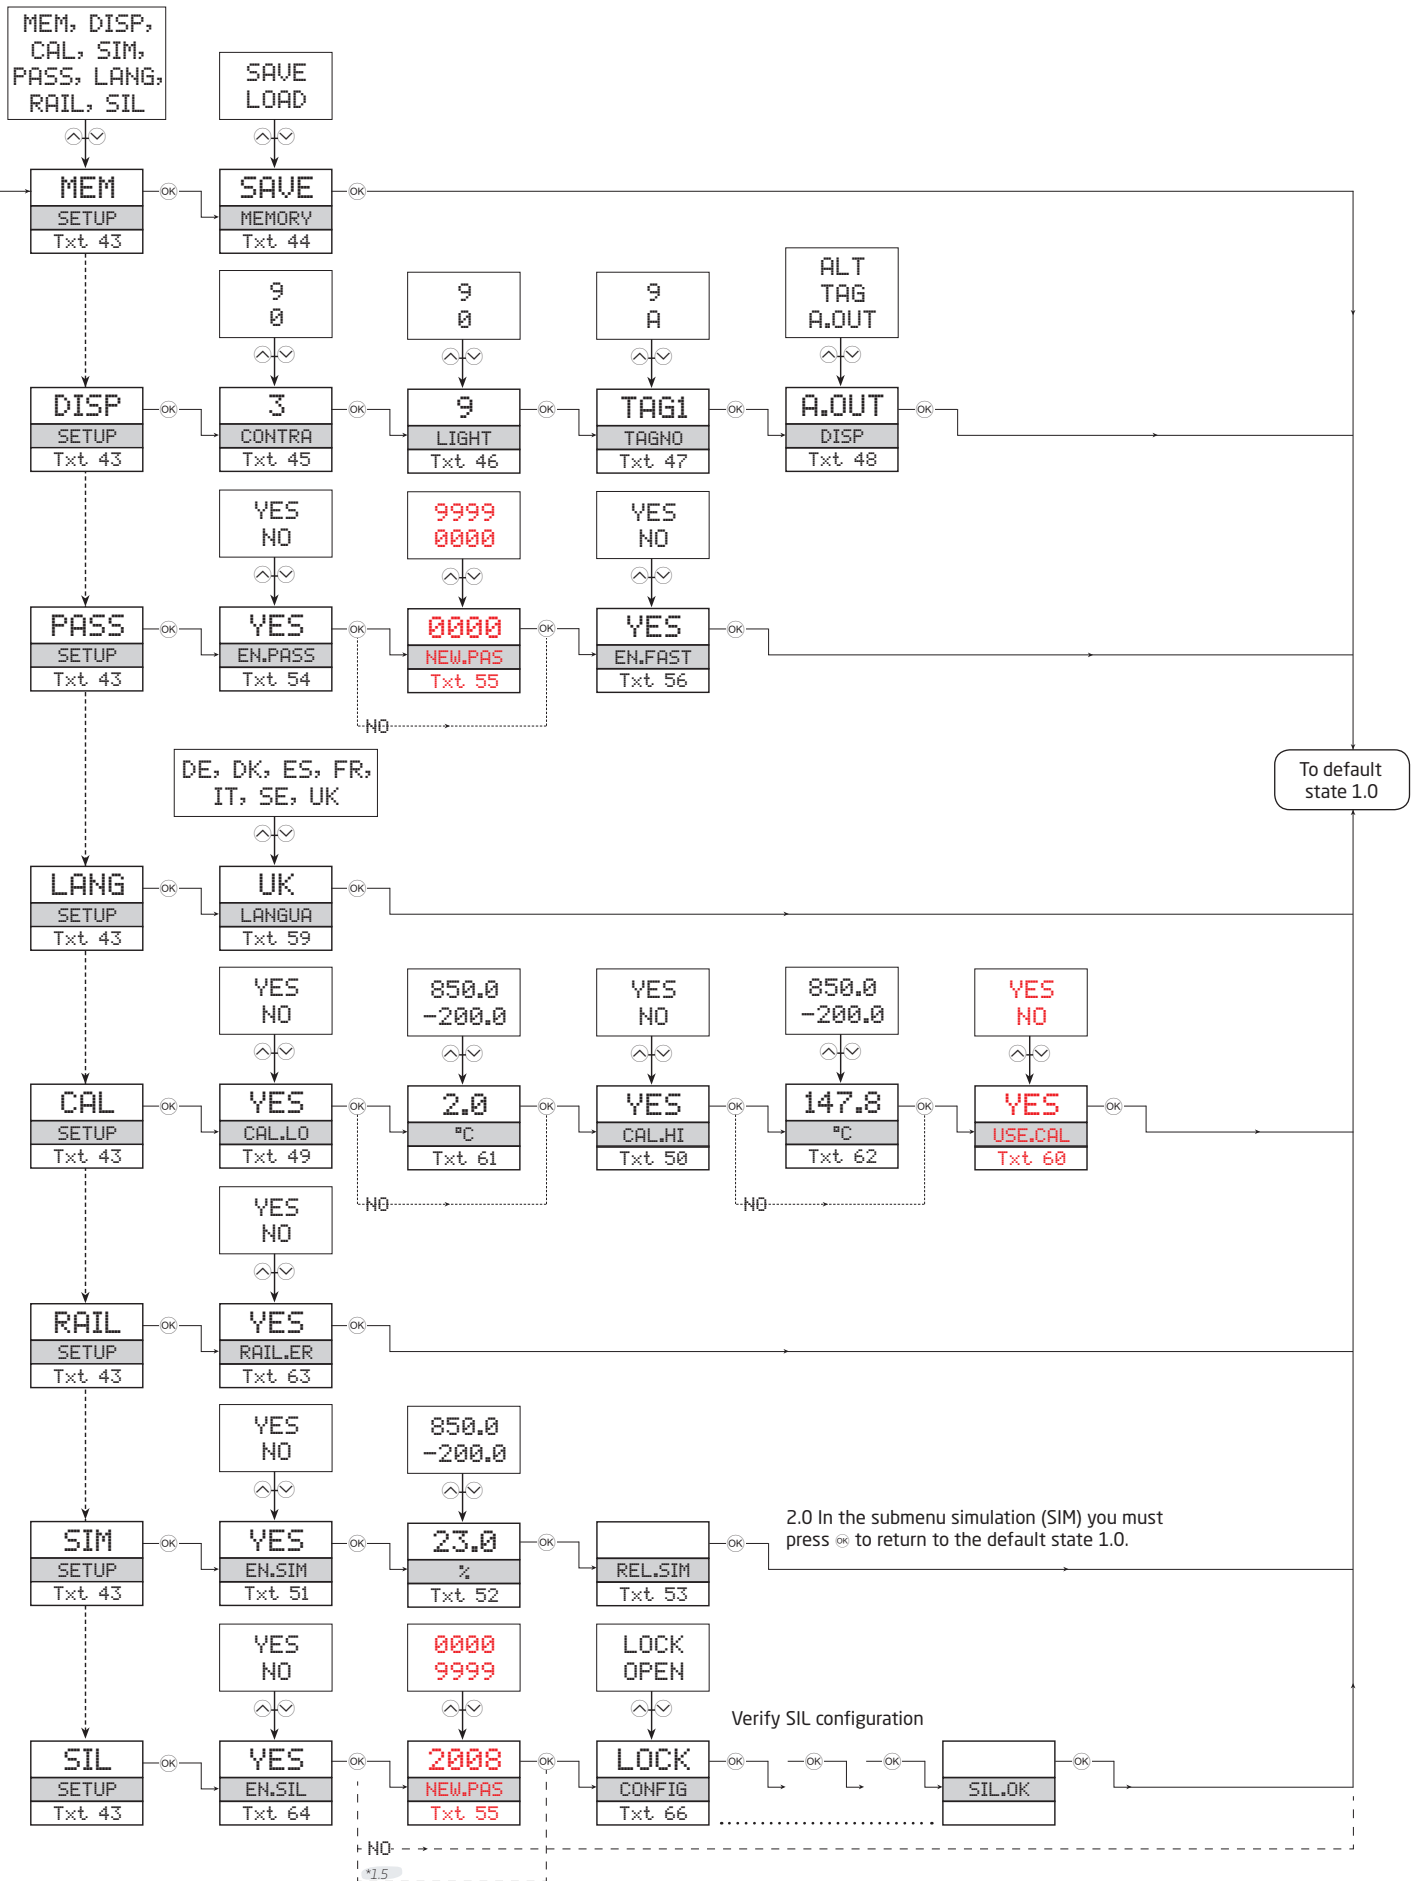 MEM, DISP,
CAL, SIM,
PASS, LANG,
RAIL, SIL
SAVE
LOAD
MEM
SETUP
Txt 43
OK
SAVE
MEMORY
Txt 44
OK
9
0
9
0
9
A
ALT
TAG
A.OUT
DISP
SETUP
Txt 43
OK
3
CONTRA
Txt 45
OK
9
LIGHT
Txt 46
OK
TAG1
TAGNO
Txt 47
OK
A.OUT
DISP
Txt 48
OK
YES
NO
9999
0000
YES
NO
PASS
SETUP
Txt 43
OK
YES
EN.PASS
Txt 54
OK
0000
NEW.PAS
Txt 55
OK
YES
EN.FAST
Txt 56
OK
NO
To default
state 1.0
DE, DK, ES, FR,
IT, SE, UK
LANG
SETUP
Txt 43
OK
UK
LANGUA
Txt 59
OK
YES
NO
850.0
-200.0
YES
NO
850.0
-200.0
YES
NO
CAL
SETUP
Txt 43
OK
YES
CAL.LO
Txt 49
OK
2.0
°C
Txt 61
OK
YES
CAL.HI
Txt 50
OK
147.8
°C
Txt 62
OK
YES
USE.CAL
Txt 60
OK
NO
NO
YES
NO
RAIL
SETUP
Txt 43
OK
YES
RAIL.ER
Txt 63
OK
YES
NO
850.0
-200.0
SIM
SETUP
Txt 43
OK
YES
EN.SIM
Txt 51
OK
23.0
%
Txt 52
OK
REL.SIM
Txt 53
OK
2.0 In the submenu simulation (SIM) you must
press OK to return to the default state 1.0.
YES
NO
0000
9999
LOCK
OPEN
Verify SIL configuration
SIL
SETUP
Txt 43
OK
YES
EN.SIL
Txt 64
OK
2008
NEW.PAS
Txt 55
OK
LOCK
CONFIG
Txt 66
OK
OK
OK
SIL.OK
OK
NO
*1.5